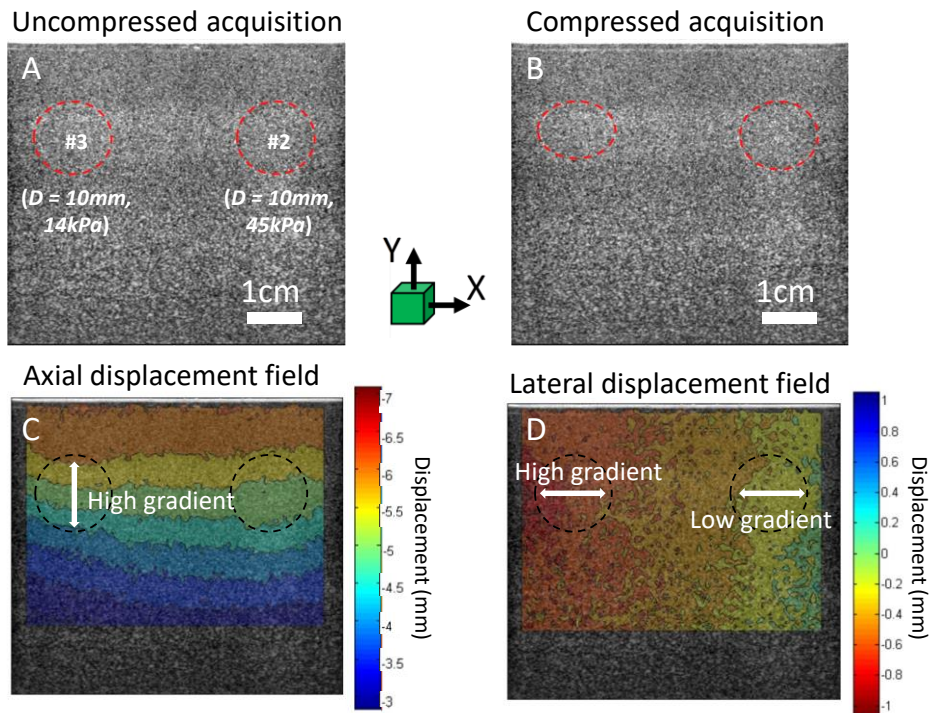 Uncompressed acquisition
Compressed acquisition
A
B
#3
#2
(D = 10mm,
14kPa)
(D = 10mm,
45kPa)
Y
X
1cm
1cm
Axial displacement field
Lateral displacement field
C
High gradient
-7
-6.5
-6
-5.5
-5
-4.5
-4
-3.5
-3
Displacement (mm)
D
High gradient
Low gradient
1
0.8
0.6
0.4
0.2
0
-0.2
-0.4
-0.6
-0.8
-1
Displacement (mm)